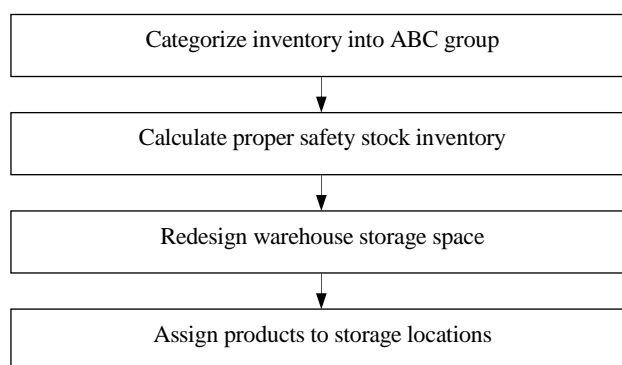 Categorize inventory into ABC group
Calculate proper safety stock inventory
Redesign warehouse storage space
Assign products to storage locations